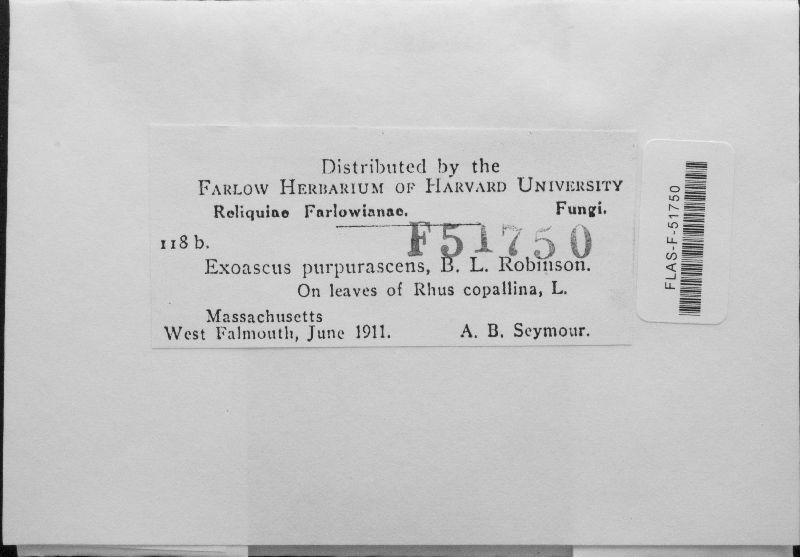 Distributed by the
FARLOW HERBARIUM OF HARVARD UNIVERSITY
Reliquiae Farlowianae. Fungi.
118 b. F51750
Exoascus purpurascens, B. L. Robinson.
On leaves of Rhus copallina, L.
Massachusetts
West Falmouth, June 1911. A. B. Seymour.
FLAS-F-51750